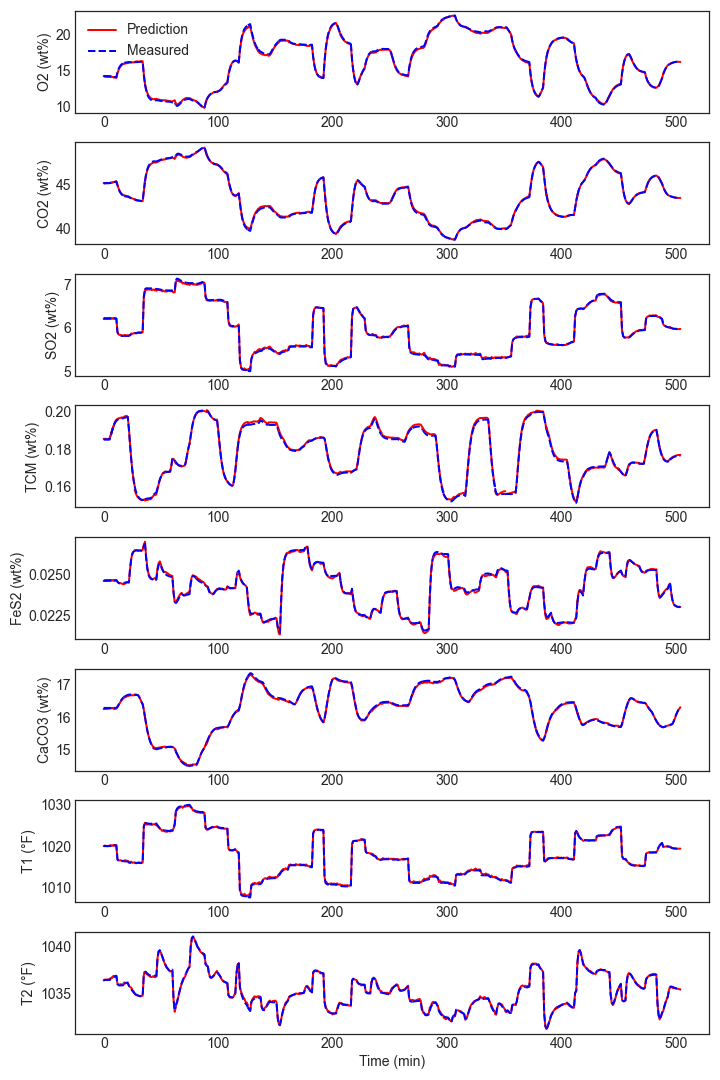 Prediction
Measured
O2 (wt%)
20
15
10
0 100 200 300 400 500
CO2 (wt%)
45
40
0 100 200 300 400 500
SO2 (wt%)
7
6
5
0 100 200 300 400 500
TCM (wt%)
0.20
0.18
0.16
0 100 200 300 400 500
FeS2 (wt%)
0.0250
0.0225
0 100 200 300 400 500
CaCO3 (wt%)
17
16
15
0 100 200 300 400 500
T1 (°F)
1030
1020
1010
0 100 200 300 400 500
T2 (°F)
1040
1035
0 100 200 300 400 500
Time (min)